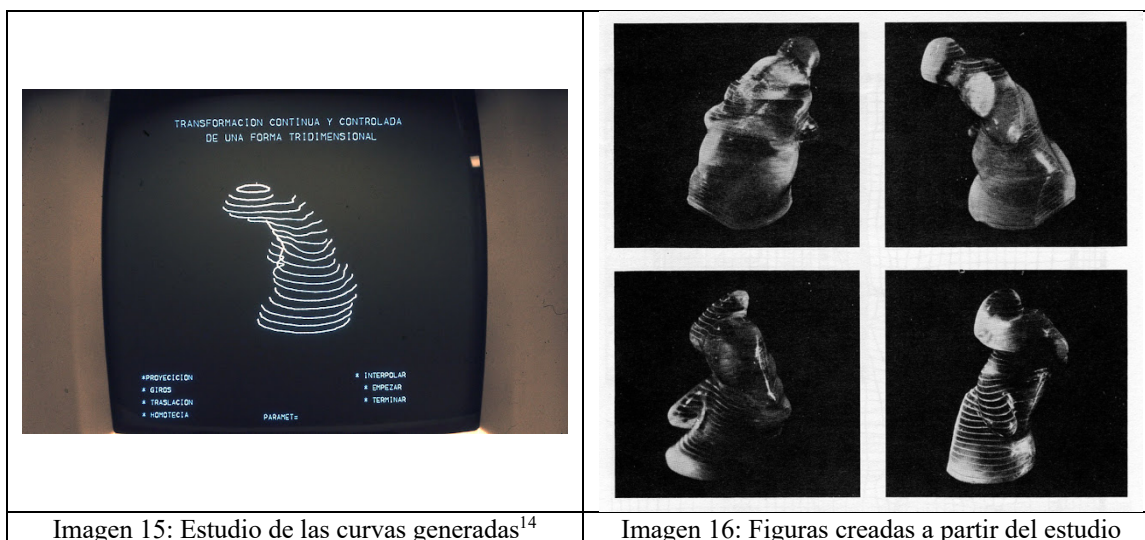 TRANSFORMACION CONTINUA Y CONTROLADA
DE UNA FORMA TRIDIMENSIONAL
*PROYECICION
* GIROS
* TRASLACION
* HOMOTECIA
PARAMET=
* INTERPOLAR
* EMPEZAR
* TERMINAR
Imagen 15: Estudio de las curvas generadas14
Imagen 16: Figuras creadas a partir del estudio